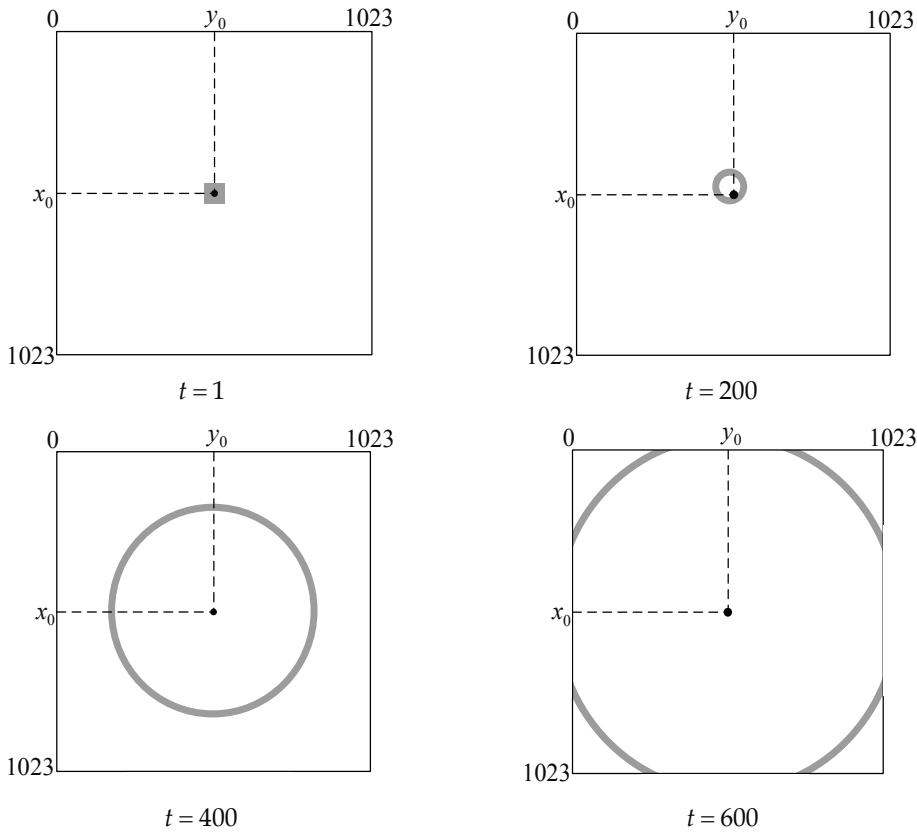 0 y₀ 1023
x₀
1023
t = 1
0 y₀ 1023
x₀
1023
t = 200
0 y₀ 1023
x₀
1023
t = 400
0 y₀ 1023
x₀
1023
t = 600